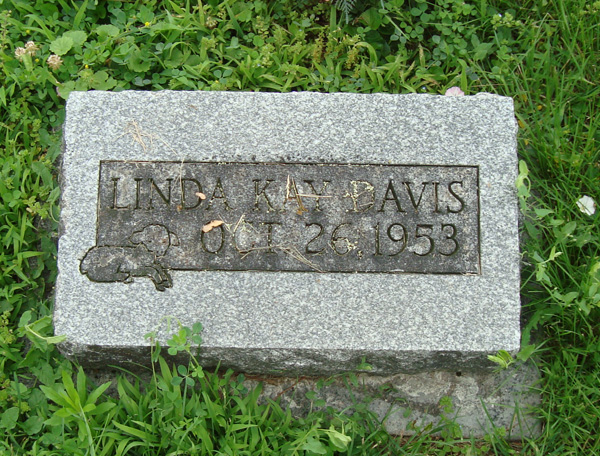 LINDA KAY DAVIS
OCT. 26, 1953